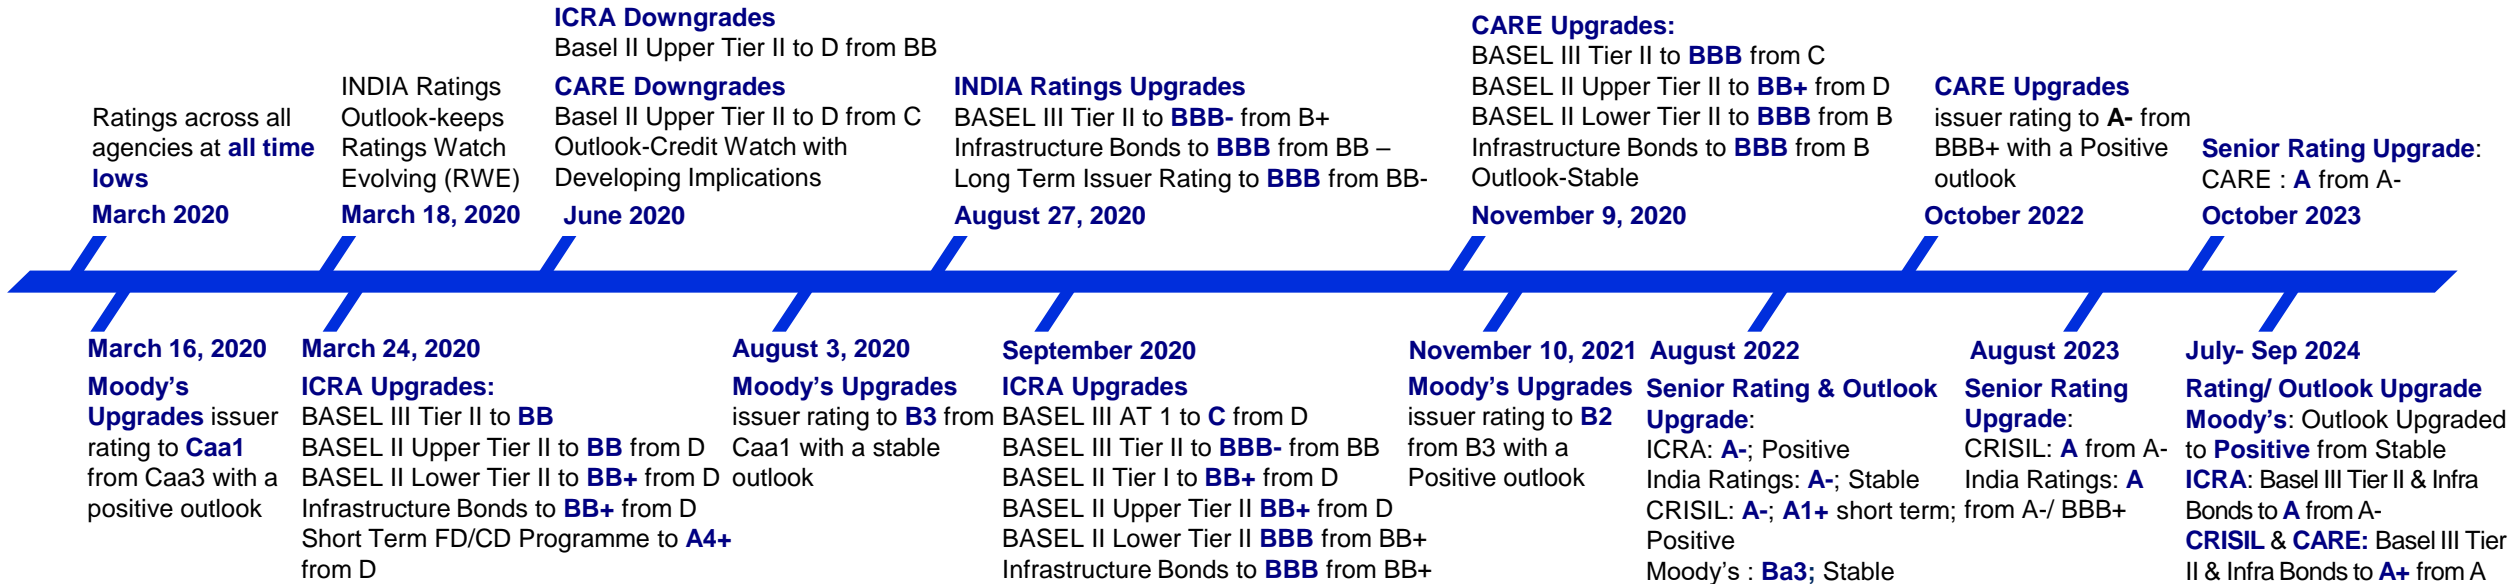 Ratings across all
agencies at all time
lows
March 2020
INDIA Ratings
Outlook-keeps
Ratings Watch
Evolving (RWE)
March 18, 2020
ICRA Downgrades
Basel II Upper Tier II to D from BB
CARE Downgrades
Basel II Upper Tier II to D from C
Outlook-Credit Watch with
Developing Implications
June 2020
INDIA Ratings Upgrades
BASEL III Tier II to BBB- from B+
Infrastructure Bonds to BBB from BB –
Long Term Issuer Rating to BBB from BB-
August 27, 2020
CARE Upgrades:
BASEL III Tier II to BBB from C
BASEL II Upper Tier II to BB+ from D
BASEL II Lower Tier II to BBB from B
Infrastructure Bonds to BBB from B
Outlook-Stable
November 9, 2020
CARE Upgrades
issuer rating to A- from
BBB+ with a Positive
outlook
October 2022
Senior Rating Upgrade:
CARE : A from A-
October 2023
March 16, 2020
Moody's
Upgrades issuer
rating to Caa1
from Caa3 with a
positive outlook
March 24, 2020
ICRA Upgrades:
BASEL III Tier II to BB
BASEL II Upper Tier II to BB from D
BASEL II Lower Tier II to BB+ from D
Infrastructure Bonds to BB+ from D
Short Term FD/CD Programme to A4+
from D
August 3, 2020
Moody's Upgrades
issuer rating to B3 from
Caa1 with a stable
outlook
September 2020
ICRA Upgrades
BASEL III AT 1 to C from D
BASEL III Tier II to BBB- from BB
BASEL II Tier I to BB+ from D
BASEL II Upper Tier II BB+ from D
BASEL II Lower Tier II BBB from BB+
Infrastructure Bonds to BBB from BB+
November 10, 2021
Moody's Upgrades
issuer rating to B2
from B3 with a
Positive outlook
August 2022
Senior Rating & Outlook
Upgrade:
ICRA: A-; Positive
India Ratings: A-; Stable
CRISIL: A-; A1+ short term;
Positive
Moody's : Ba3; Stable
August 2023
Senior Rating
Upgrade:
CRISIL: A from A-
India Ratings: A
from A-/ BBB+
July- Sep 2024
Rating/ Outlook Upgrade
Moody's: Outlook Upgraded
to Positive from Stable
ICRA: Basel III Tier II & Infra
Bonds to A from A-
CRISIL & CARE: Basel III Tier
II & Infra Bonds to A+ from A